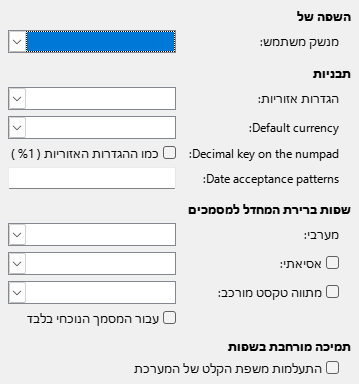 השפה של
מנשק משתמש:
תבניות
הגדרות אזוריות:
Default currency:
Decimal key on the numpad: כמו ההגדרות האזוריות ( %1 )
Date acceptance patterns:
שפות ברירת המחדל למסמכים
מערבי:
אסיאתי:
מתווה טקסט מורכב:
עבור המסמך הנוכחי בלבד
תמיכה מורחבת בשפות
התעלמות משפת הקלט של המערכת